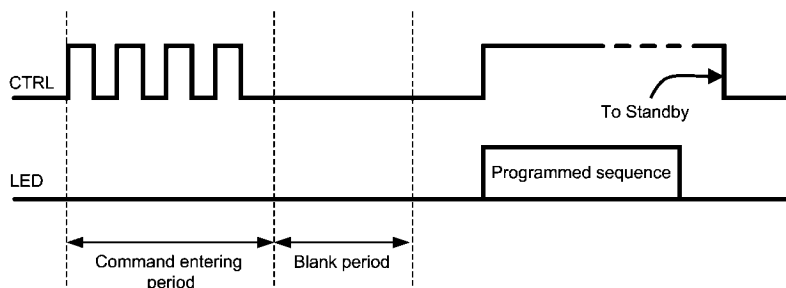 CTRL
To Standby
LED
Programmed sequence
Command entering
period
Blank period